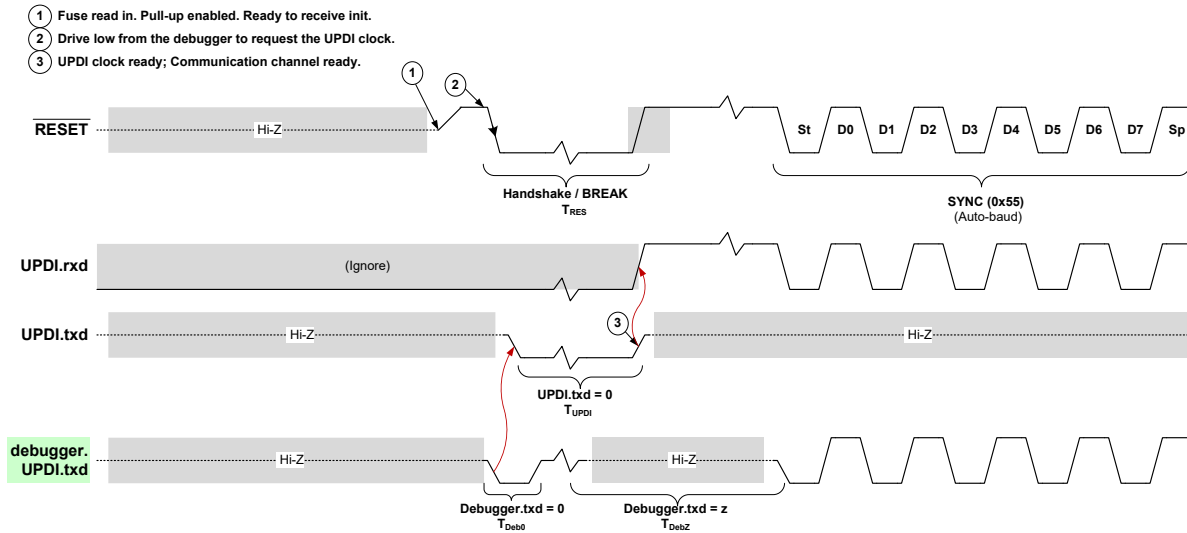 1 Fuse read in. Pull-up enabled. Ready to receive init.
2 Drive low from the debugger to request the UPDI clock.
3 UPDI clock ready; Communication channel ready.
1
2
RESET
Hi-Z
St D0 D1 D2 D3 D4 D5 D6 D7 Sp
Handshake / BREAK
TRES
SYNC (0x55)
(Auto-baud)
UPDI.rxd
(Ignore)
UPDI.txd
Hi-Z
3
Hi-Z
UPDI.txd = 0
TUPDI
debugger.
UPDI.txd
Hi-Z
Hi-Z
Debugger.txd = 0
TDeb0
Debugger.txd = z
TDebZ